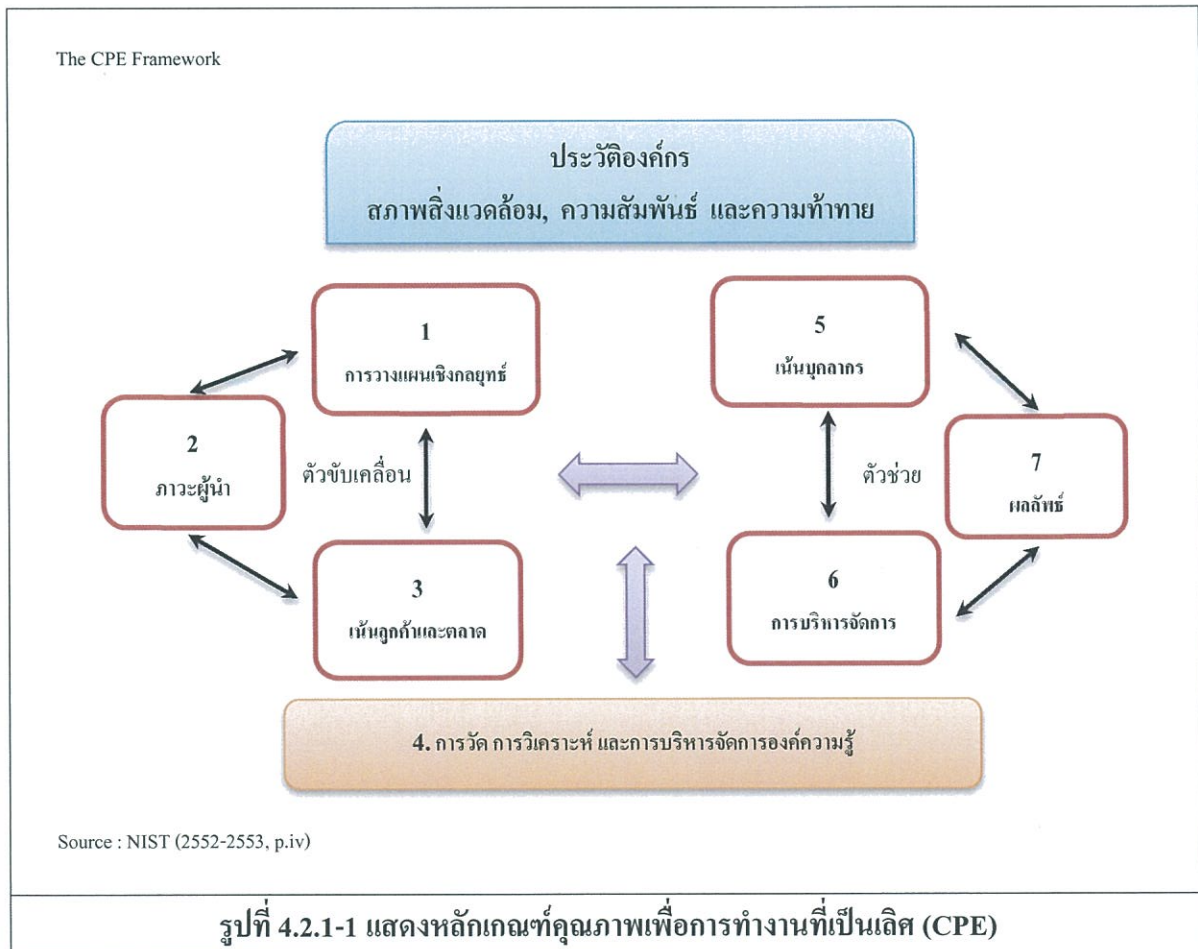 The CPE Framework
ประวัติองค์กร
สภาพสิ่งแวดล้อม, ความสัมพันธ์ และความท้าทาย
1
การวางแผนเชิงกลยุทธ์
5
เน้นบุคลากร
2
ภาวะผู้นำ
ตัวขับเคลื่อน
ตัวช่วย
7
ผลลัพธ์
3
เน้นลูกค้าและตลาด
6
การบริหารจัดการ
4. การวัด การวิเคราะห์ และการบริหารจัดการองค์ความรู้
Source : NIST (2552-2553, p.iv)
รูปที่ 4.2.1-1 แสดงหลักเกณฑ์คุณภาพเพื่อการทำงานที่เป็นเลิศ (CPE)